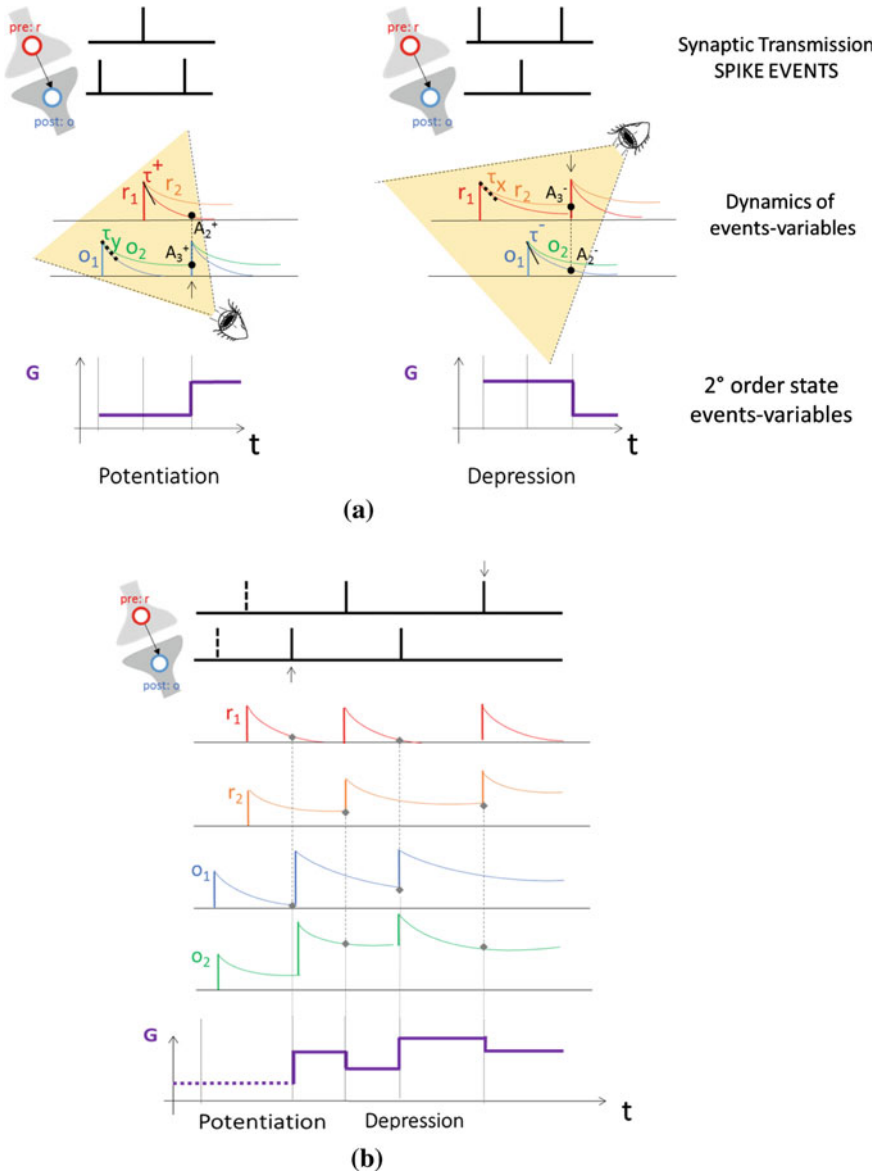 pre: r
post: o
pre: r
post: o
Synaptic Transmission
SPIKE EVENTS
r1 τ+ r2
A2+
o1 τy o2 A3+
r1 τx r2 A3-
o1 τ- o2 A2-
Dynamics of
events-variables
G
t
Potentiation
G
t
Depression
2° order state
events-variables
(a)
pre: r
post: o
r1
r2
o1
o2
G
t
Potentiation Depression
(b)